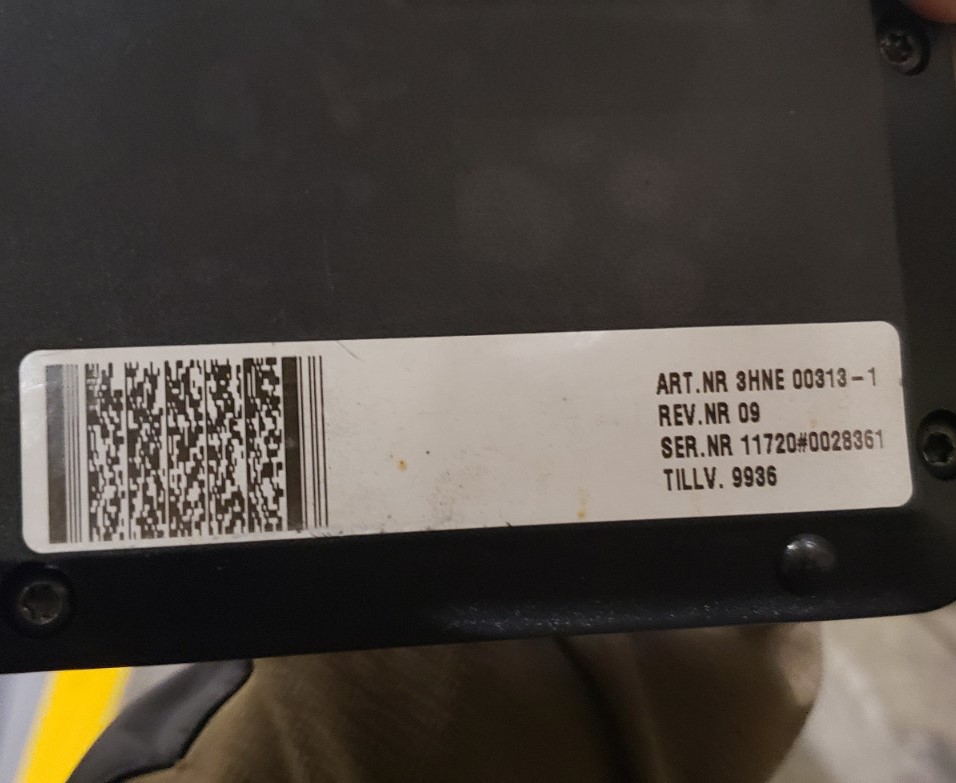 ART.NR 3HNE 00313-1
REV.NR 09
SER.NR 11720#0028361
TILLV. 9936